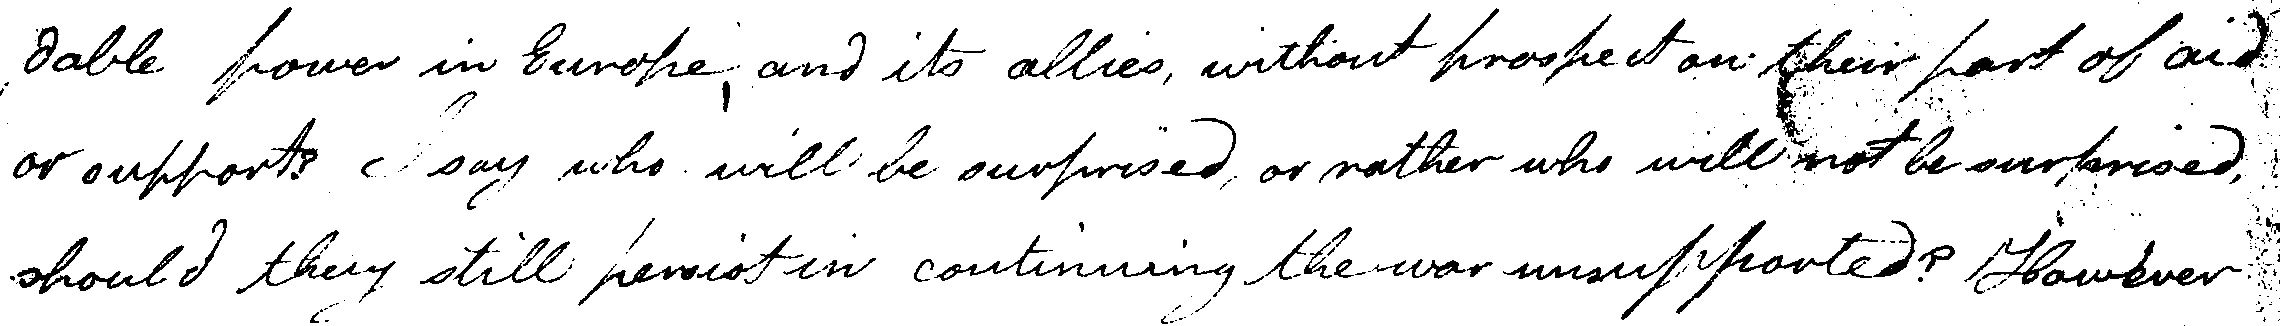 dable power in Europe, and its allies, without prospect on their part of aid
or support? I say who will be surprised, or rather who will not be surprised,
should they still persist in continuing the war unsupported? However